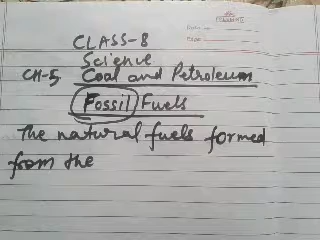 CLASS-8
Science
CH-5 Coal and Petroleum
Fossil Fuels
The natural fuels formed
from the